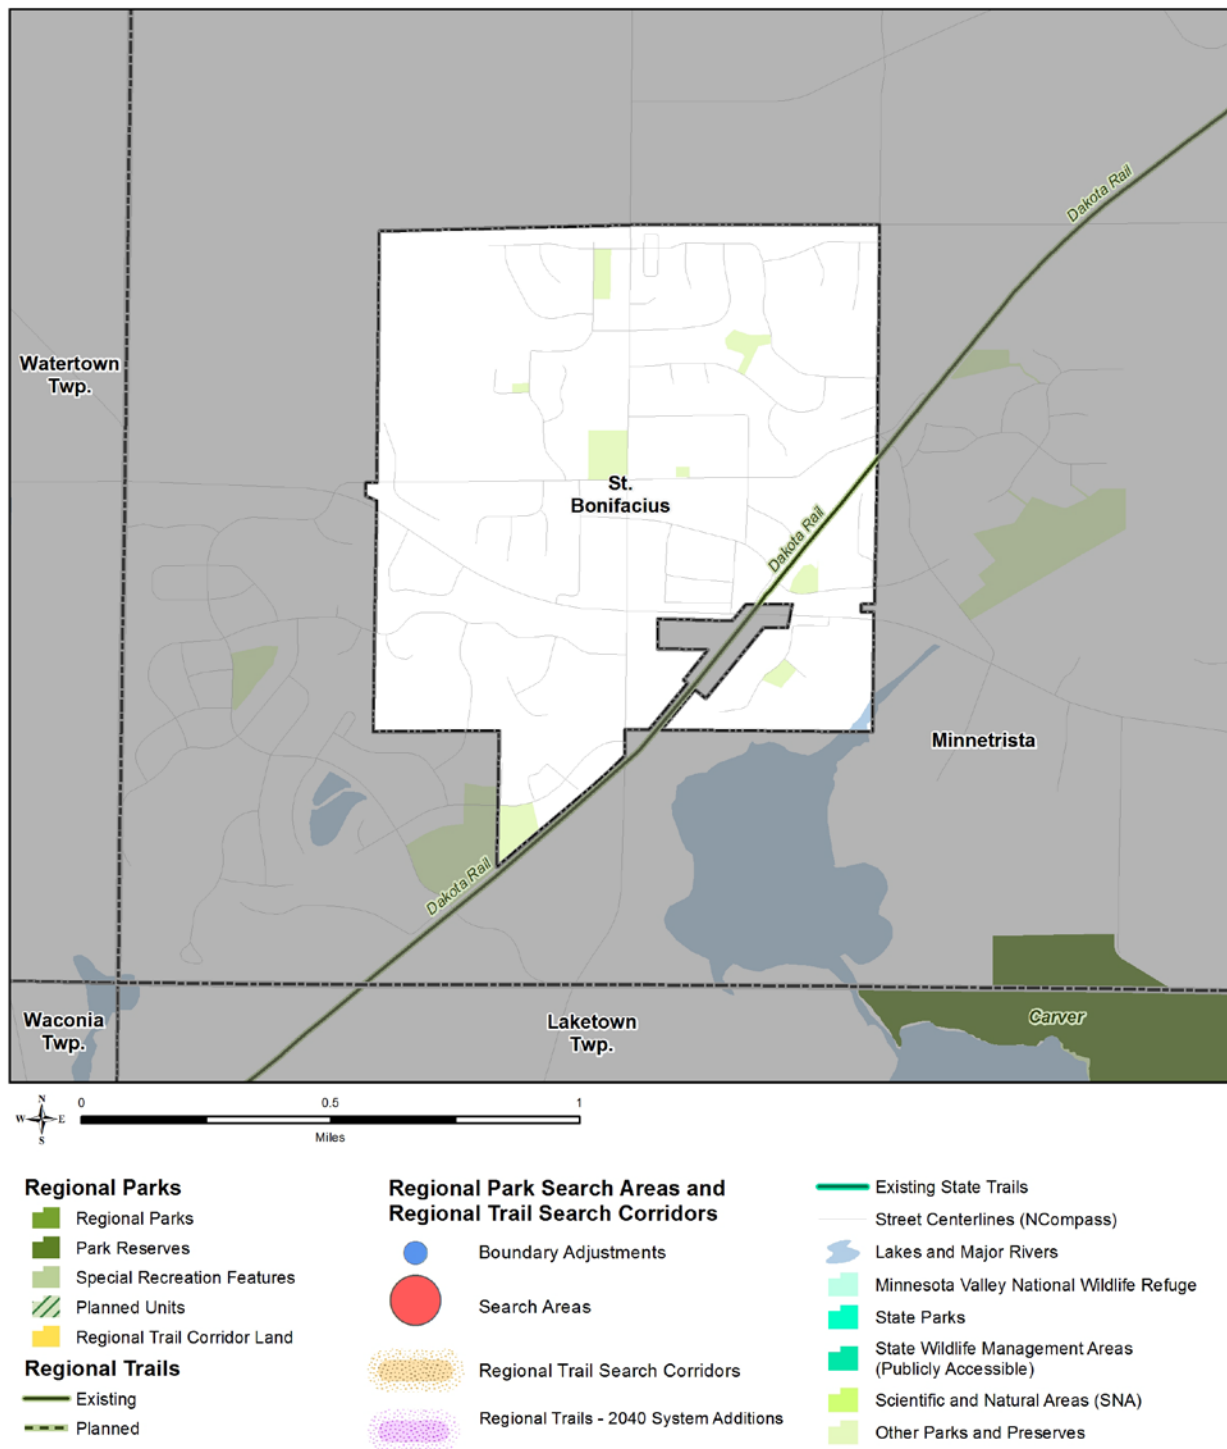 Dakota Rail
Watertown
Twp.
St.
Bonifacius
Dakota Rail
Minnetrista
Dakota Rail
Waconia
Twp.
Laketown
Twp.
Carver
N
W
E
S
0
0.5
1
Miles
Regional Parks
Regional Parks
Park Reserves
Special Recreation Features
Planned Units
Regional Trail Corridor Land
Regional Trails
Existing
Planned
Regional Park Search Areas and
Regional Trail Search Corridors
Boundary Adjustments
Search Areas
Regional Trail Search Corridors
Regional Trails - 2040 System Additions
Existing State Trails
Street Centerlines (NCompass)
Lakes and Major Rivers
Minnesota Valley National Wildlife Refuge
State Parks
State Wildlife Management Areas
(Publicly Accessible)
Scientific and Natural Areas (SNA)
Other Parks and Preserves